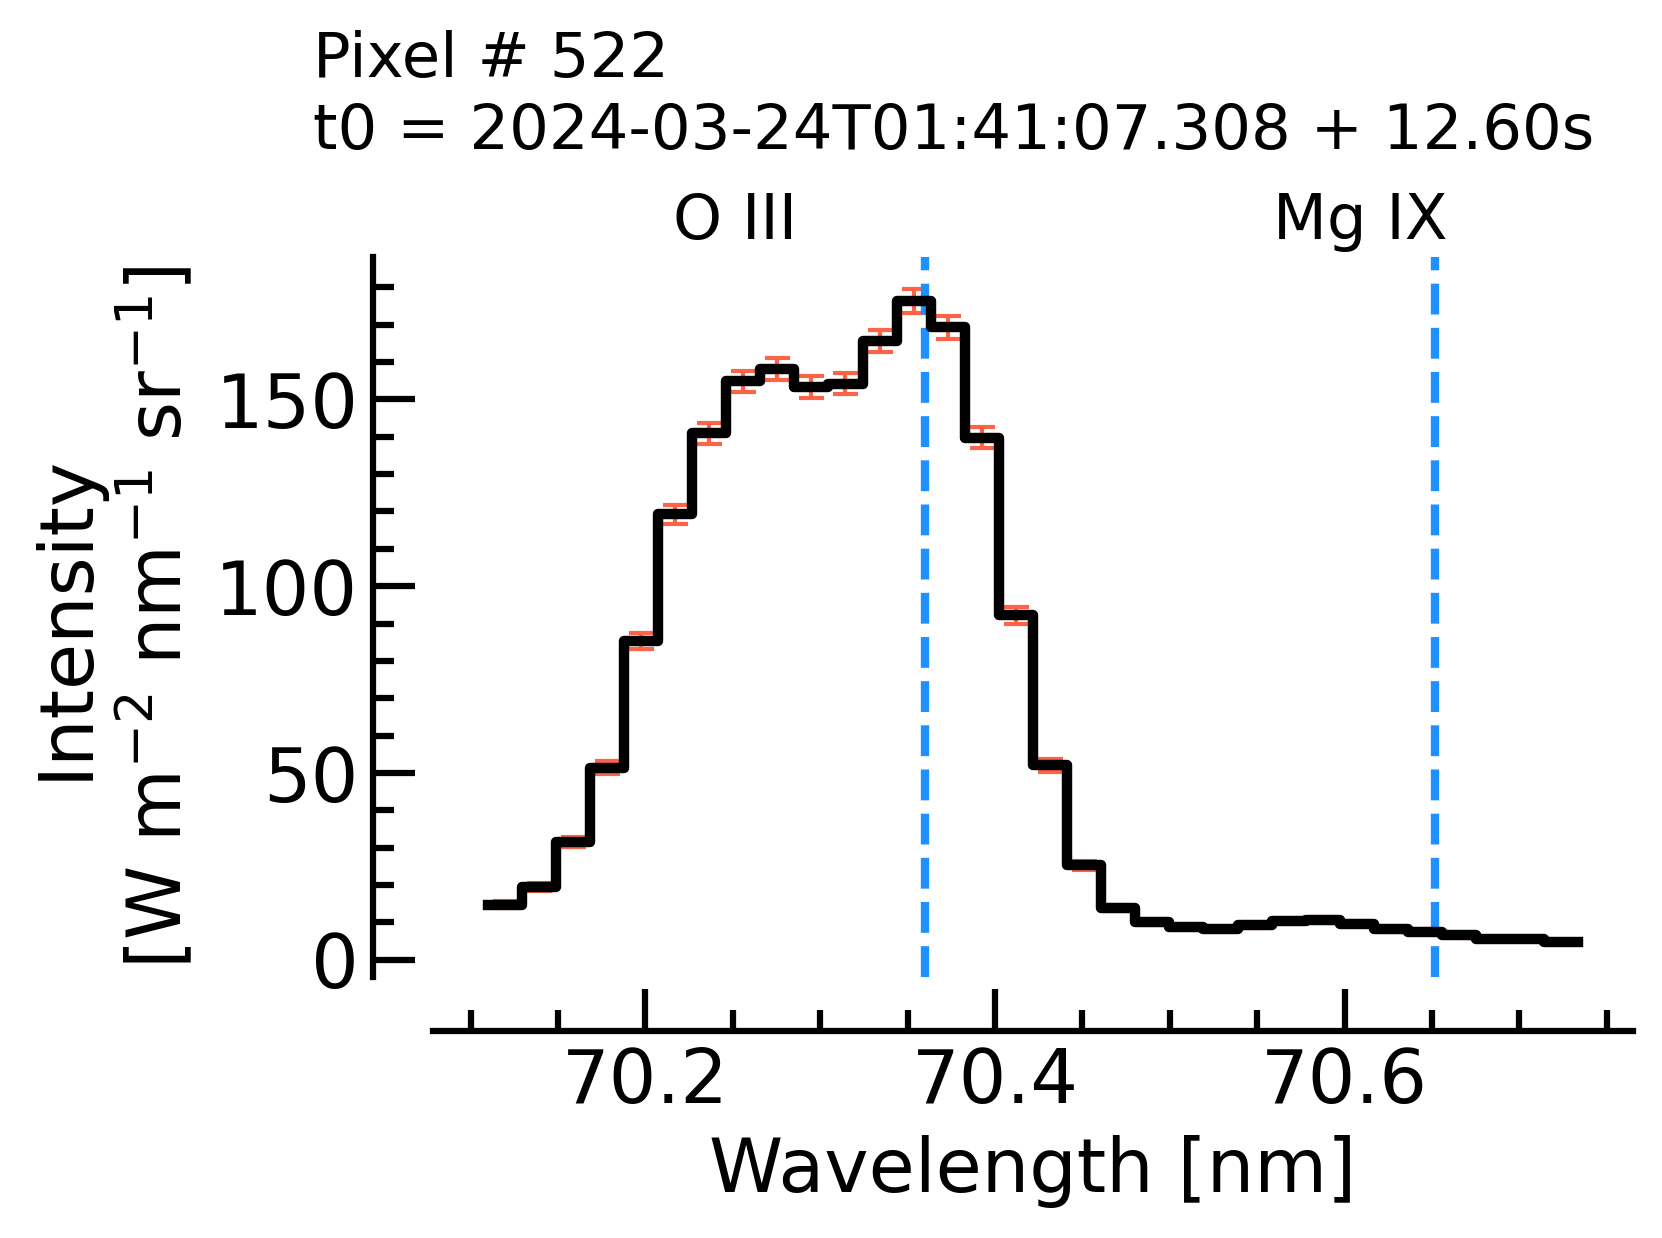 Pixel # 522
t0 = 2024-03-24T01:41:07.308 + 12.60s
O III Mg IX
Intensity
[W m⁻² nm⁻¹ sr⁻¹]
150
100
50
0
70.2 70.4 70.6
Wavelength [nm]